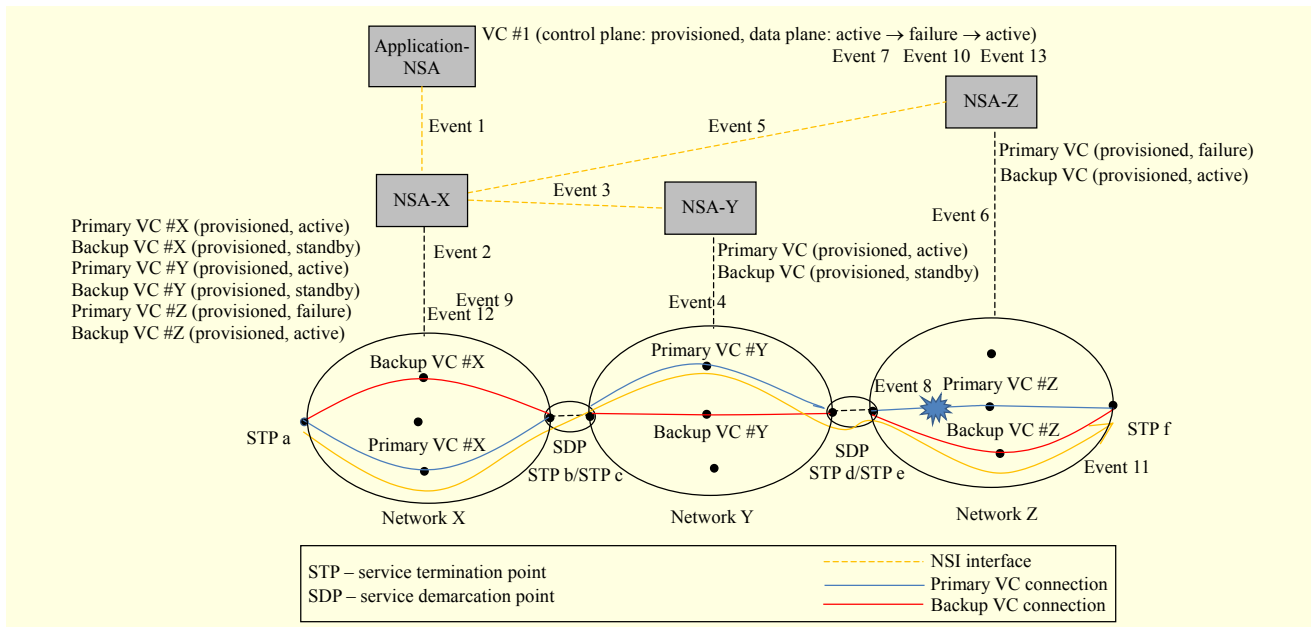 VC #1 (control plane: provisioned, data plane: active → failure → active)
Event 7 Event 10 Event 13
Application-
NSA
NSA-Z
Event 1
Event 5
Primary VC (provisioned, failure)
Backup VC (provisioned, active)
NSA-X
Event 3
NSA-Y
Event 6
Primary VC #X (provisioned, active)
Backup VC #X (provisioned, standby)
Primary VC #Y (provisioned, active)
Backup VC #Y (provisioned, standby)
Primary VC #Z (provisioned, failure)
Backup VC #Z (provisioned, active)
Event 2
Primary VC (provisioned, active)
Backup VC (provisioned, standby)
Event 9
Event 12
Event 4
Backup VC #X
Primary VC #Y
Event 8
Primary VC #Z
Primary VC #X
Backup VC #Y
Backup VC #Z
STP a
SDP
STP b/STP c
SDP
STP d/STP e
STP f
Event 11
Network X
Network Y
Network Z
STP – service termination point
SDP – service demarcation point
NSI interface
Primary VC connection
Backup VC connection